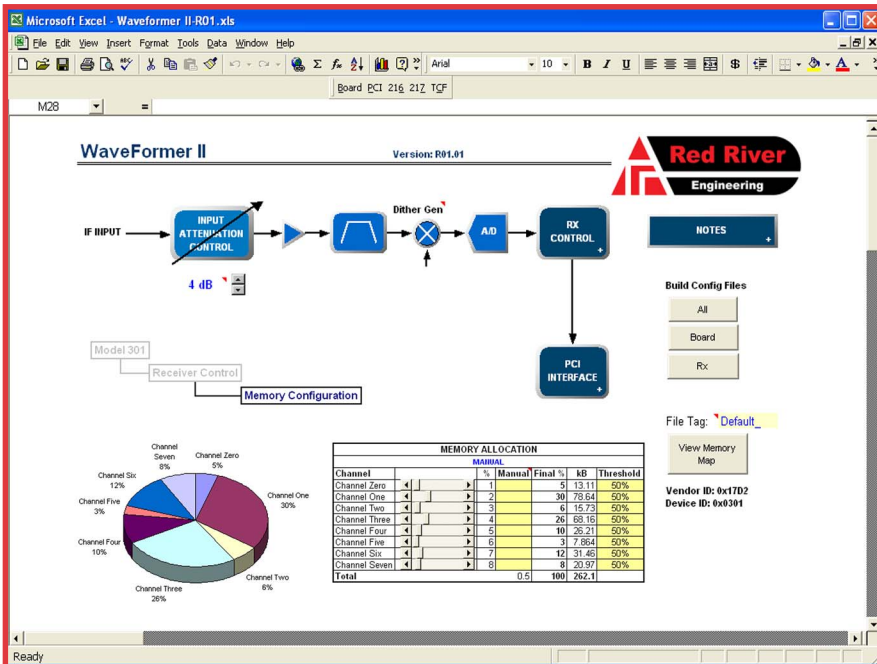 Microsoft Excel - Waveformer II-R01.xls
File Edit View Insert Format Tools Data Window Help
Arial 10 B I U $
Board PCI 216 217 TCF
M28 =
WaveFormer II
Version: R01.01
Red River
Engineering
IF INPUT
INPUT
ATTENUATION
CONTROL
Dither Gen
A/D
RX
CONTROL
+
NOTES
+
4 dB
Build Config Files
All
Board
Rx
PCI
INTERFACE
+
Model 301
Receiver Control
Memory Configuration
File Tag: Default_
View Memory
Map
Vendor ID: 0x17D2
Device ID: 0x0301
Channel
Seven
8%
Channel Zero
5%
Channel Six
12%
Channel One
30%
Channel Five
3%
Channel Four
10%
Channel Two
6%
Channel Three
26%
MEMORY ALLOCATION
MANUAL
Channel % Manual Final % kB Threshold
Channel Zero 1 5 13.11 50%
Channel One 2 30 78.64 50%
Channel Two 3 6 15.73 50%
Channel Three 4 26 68.16 50%
Channel Four 5 10 26.21 50%
Channel Five 6 3 7.864 50%
Channel Six 7 12 31.46 50%
Channel Seven 8 8 20.97 50%
Total 0.5 100 262.1
Ready